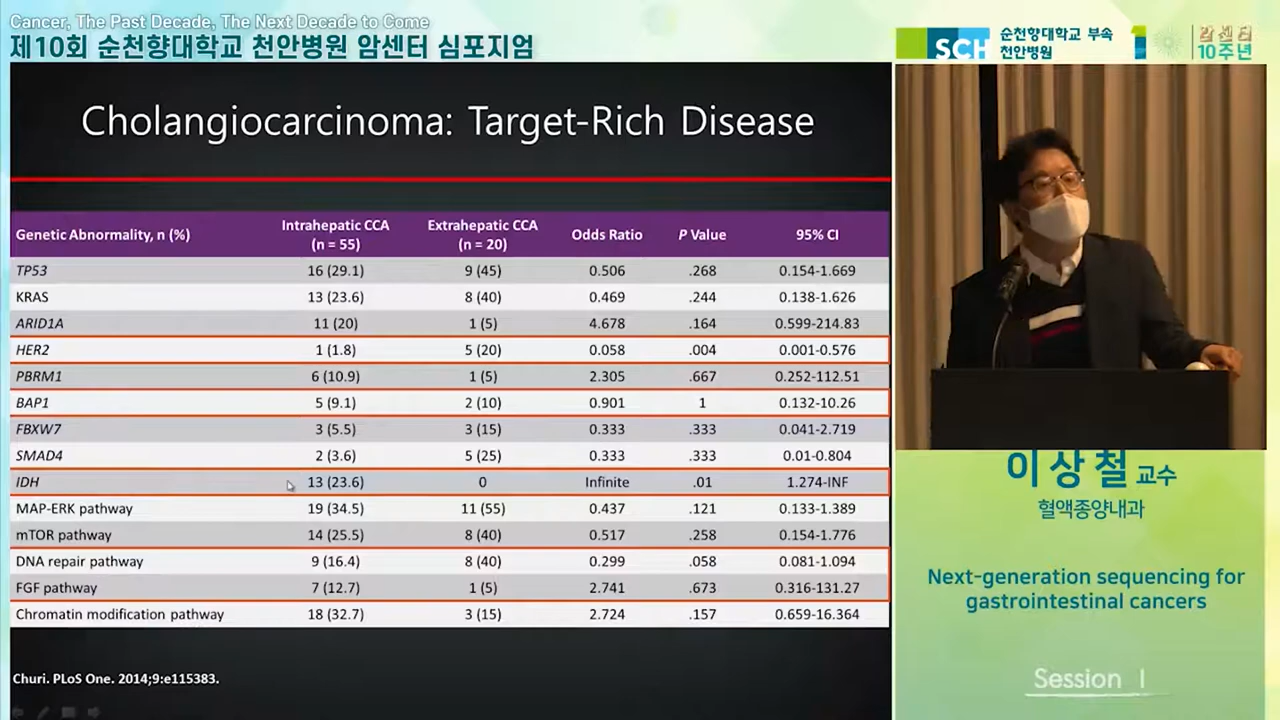 Cancer, The Past Decade, The Next Decade to Come
제10회 순천향대학교 천안병원 암센터 심포지엄
SCH 순천향대학교 부속
천안병원
암센터
10주년
Cholangiocarcinoma: Target-Rich Disease
Genetic Abnormality, n (%) Intrahepatic CCA (n = 55) Extrahepatic CCA (n = 20) Odds Ratio P Value 95% CI
TP53 16 (29.1) 9 (45) 0.506 .268 0.154-1.669
KRAS 13 (23.6) 8 (40) 0.469 .244 0.138-1.626
ARID1A 11 (20) 1 (5) 4.678 .164 0.599-214.83
HER2 1 (1.8) 5 (20) 0.058 .004 0.001-0.576
PBRM1 6 (10.9) 1 (5) 2.305 .667 0.252-112.51
BAP1 5 (9.1) 2 (10) 0.901 1 0.132-10.26
FBXW7 3 (5.5) 3 (15) 0.333 .333 0.041-2.719
SMAD4 2 (3.6) 5 (25) 0.333 .333 0.01-0.804
IDH 13 (23.6) 0 Infinite .01 1.274-INF
MAP-ERK pathway 19 (34.5) 11 (55) 0.437 .121 0.133-1.389
mTOR pathway 14 (25.5) 8 (40) 0.517 .258 0.154-1.776
DNA repair pathway 9 (16.4) 8 (40) 0.299 .058 0.081-1.094
FGF pathway 7 (12.7) 1 (5) 2.741 .673 0.316-131.27
Chromatin modification pathway 18 (32.7) 3 (15) 2.724 .157 0.659-16.364
Churi. PLoS One. 2014;9:e115383.
이상철 교수
혈액종양내과
Next-generation sequencing for
gastrointestinal cancers
Session I